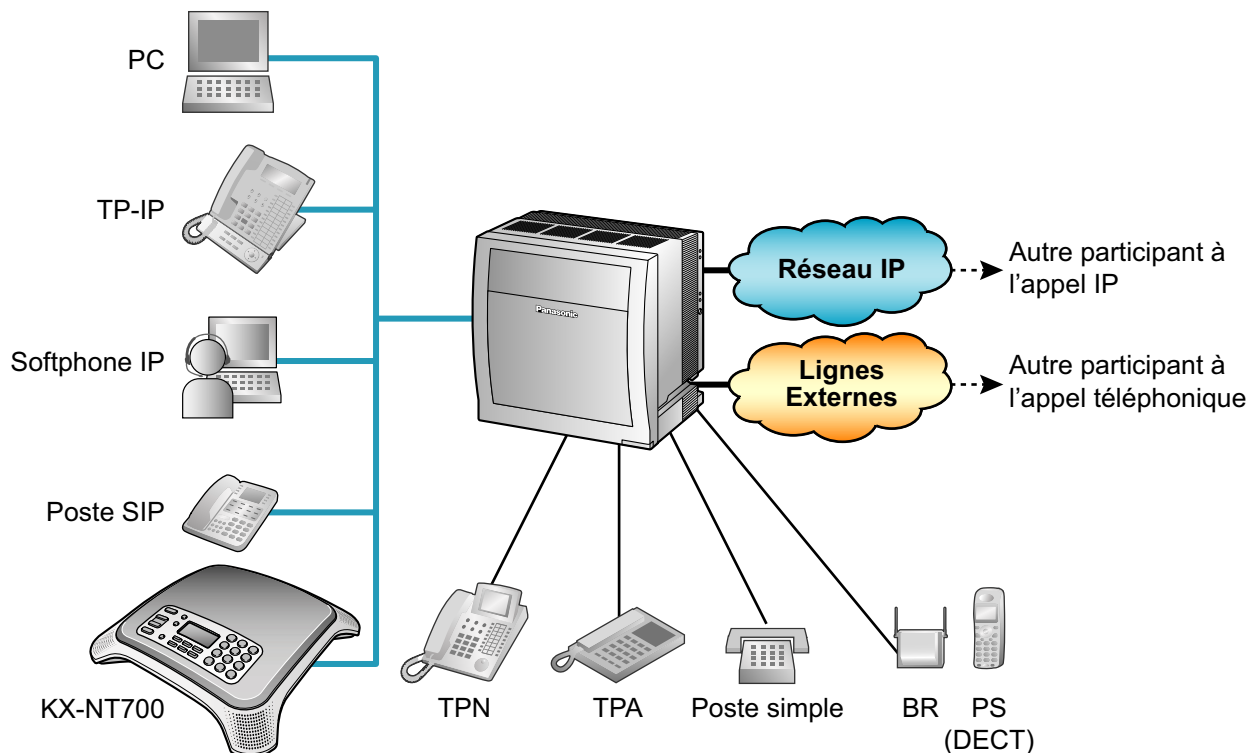 PC
TP-IP
Softphone IP
Poste SIP
KX-NT700
Panasonic
Réseau IP
Autre participant à
l’appel IP
Lignes
Externes
Autre participant à
l’appel téléphonique
TPN
TPA
Poste simple
BR
PS
(DECT)